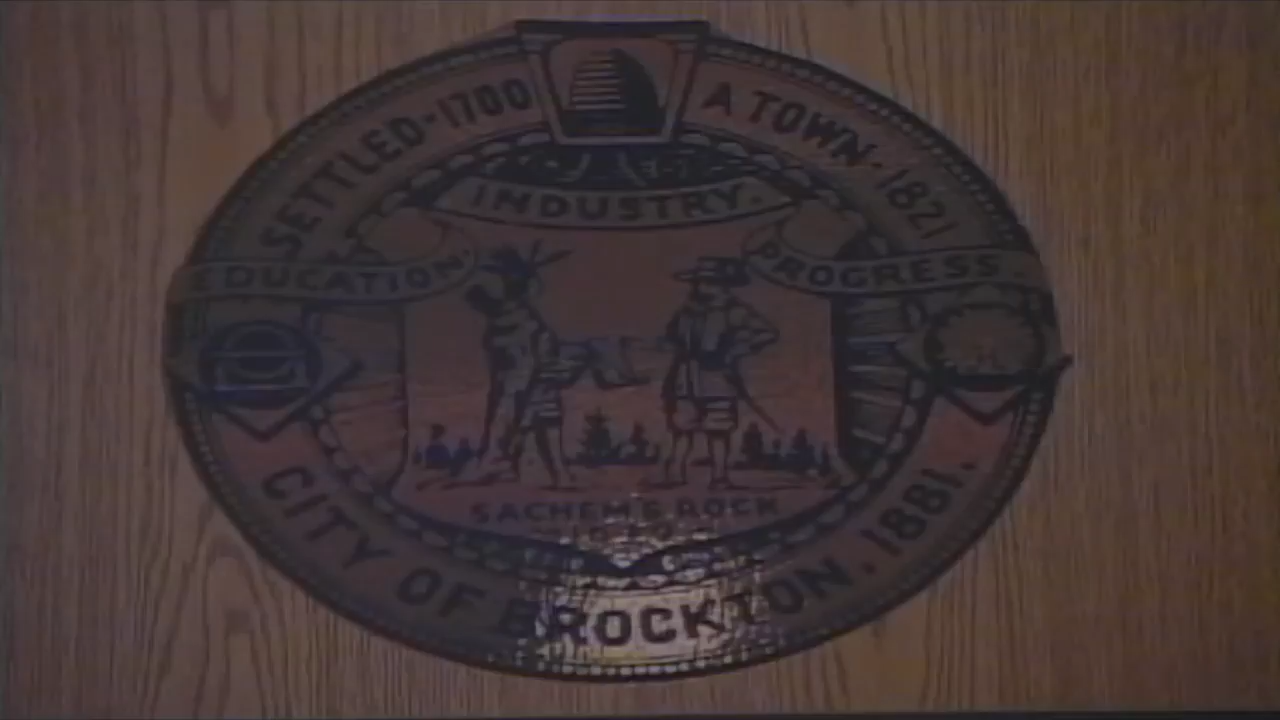 SETTLED-1700
A TOWN-1821
INDUSTRY.
EDUCATION
PROGRESS
SACHEM'S ROCK
CITY OF BROCKTON. 1881.